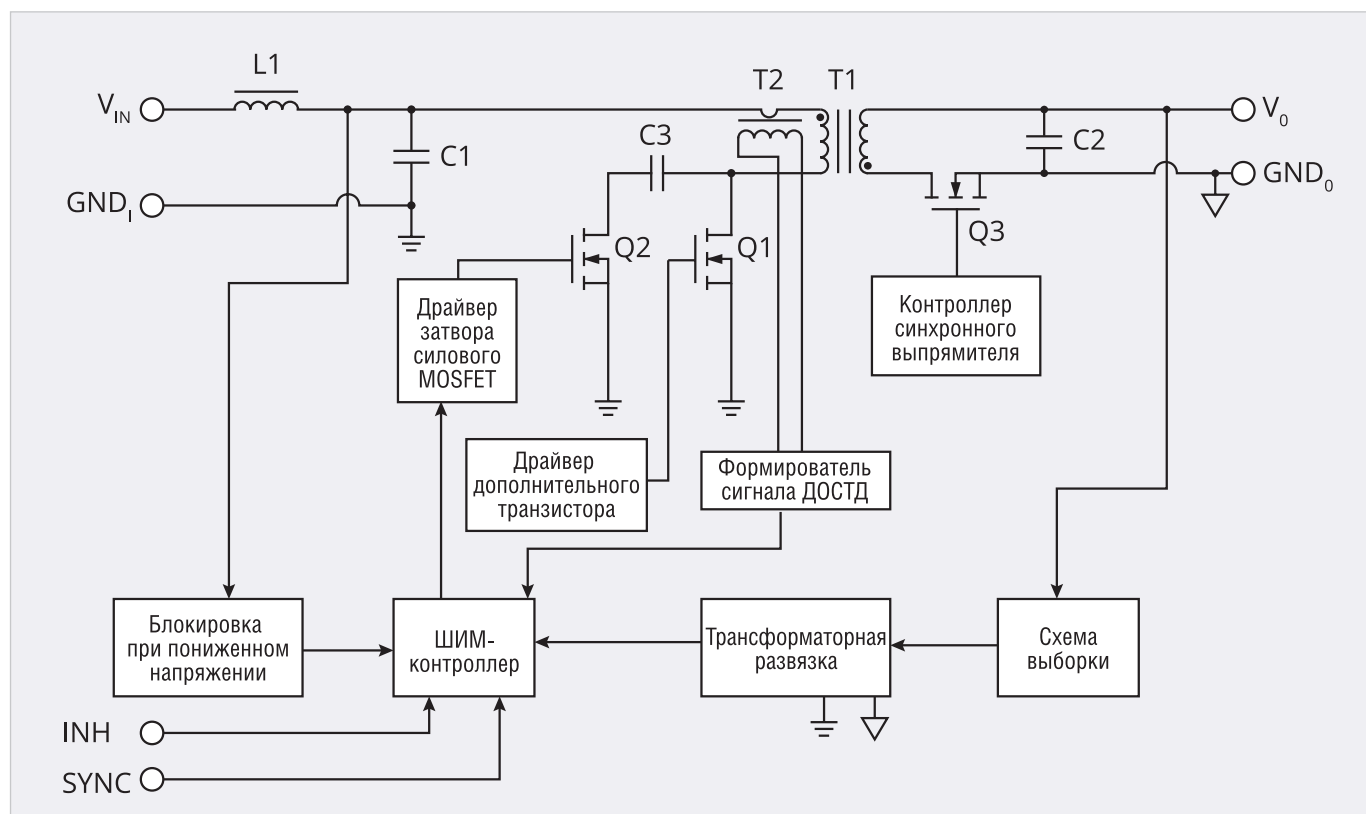 L1
T2
T1
V_IN
V_0
C3
C1
C2
GND_I
GND_0
Q2
Q1
Q3
Драйвер
затвора
силового
MOSFET
Контроллер
синхронного
выпрямителя
Драйвер
дополнительного
транзистора
Формирователь
сигнала ДОСТД
Блокировка
при пониженном
напряжении
ШИМ-
контроллер
Трансформаторная
развязка
Схема
выборки
INH
SYNC